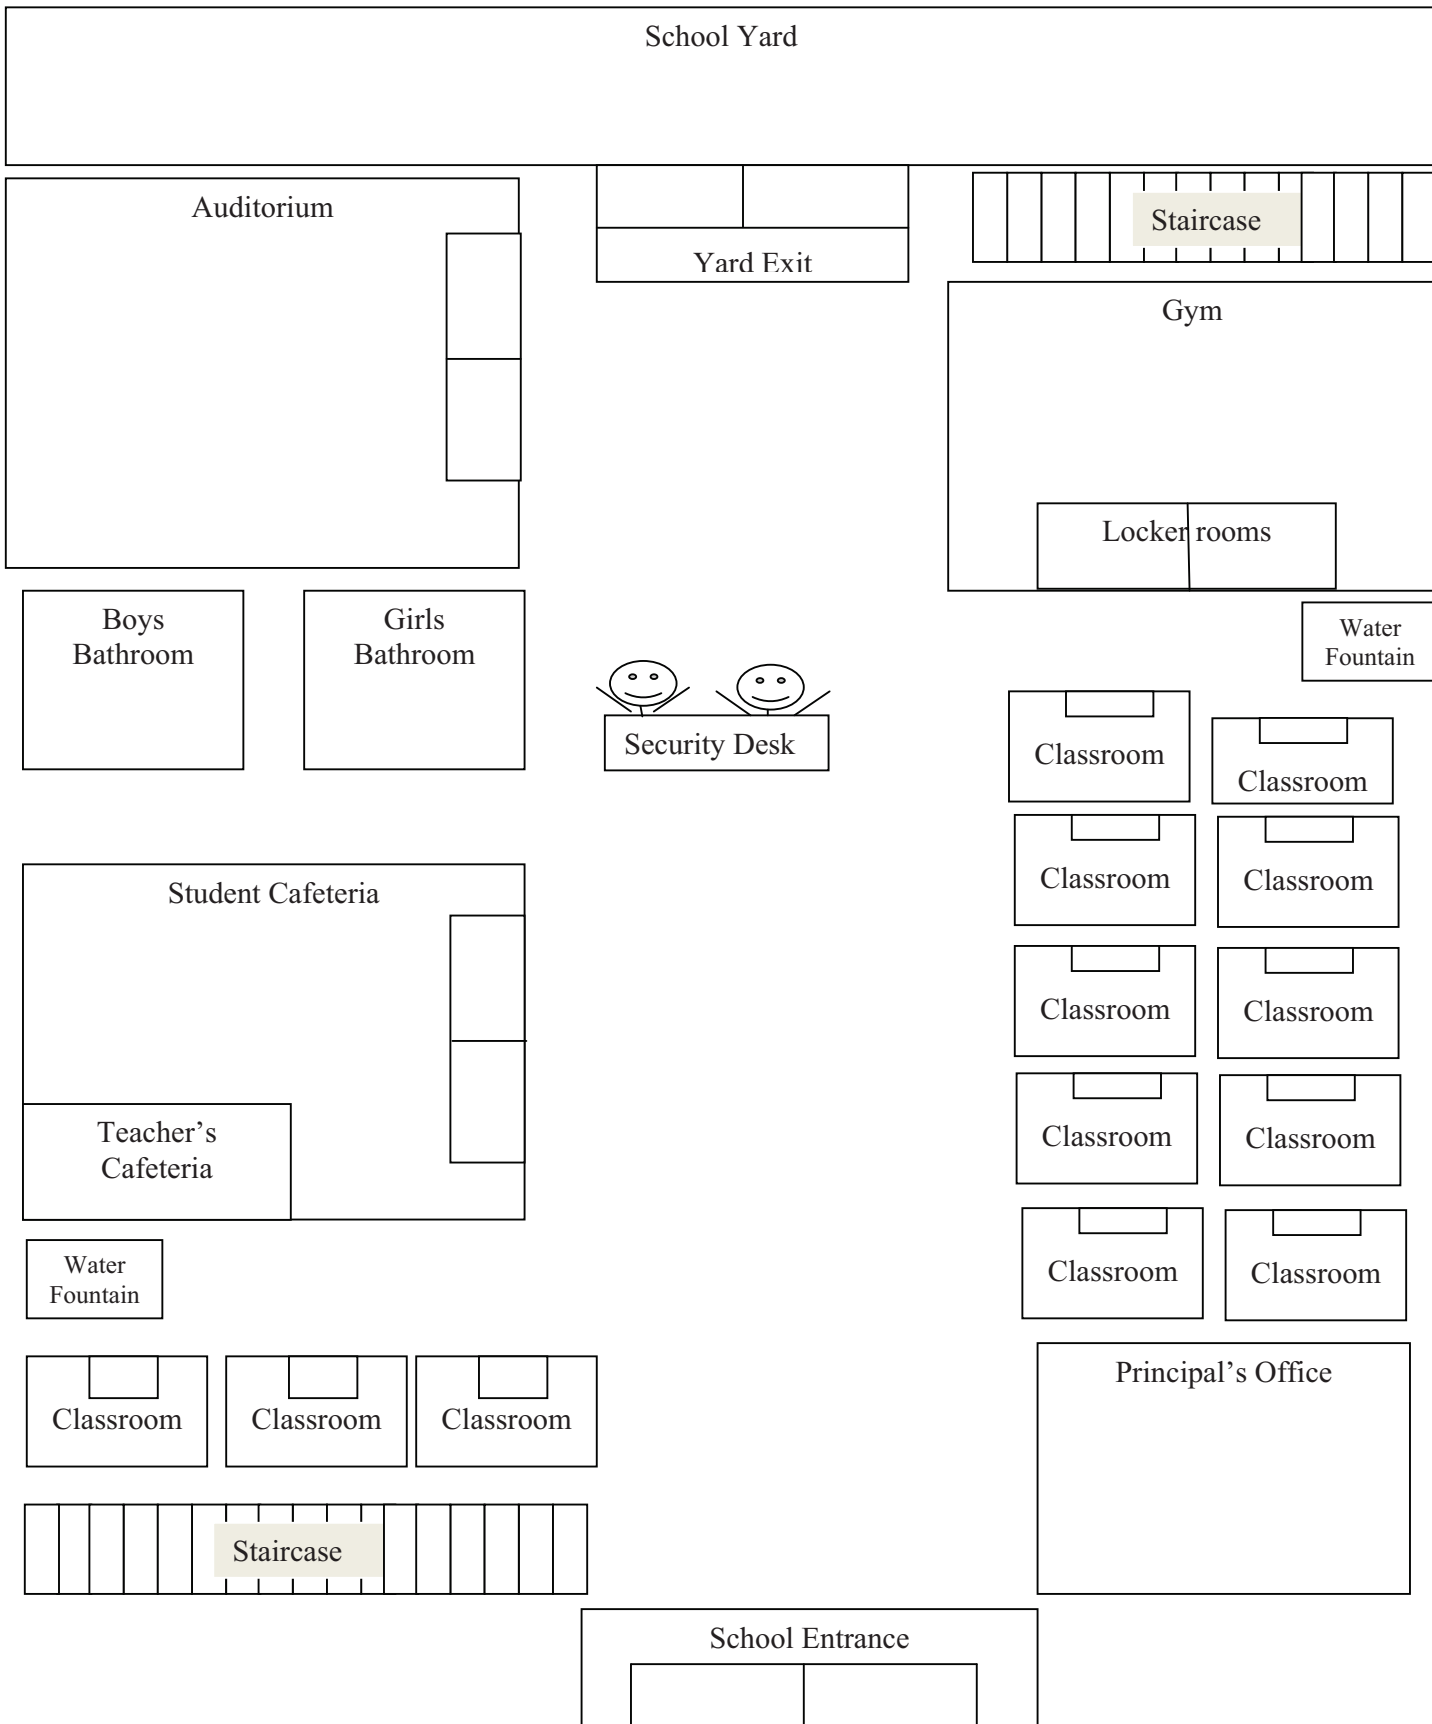 School Yard
Auditorium
Yard Exit
Staircase
Gym
Locker rooms
Boys
Bathroom
Girls
Bathroom
Water
Fountain
Security Desk
Classroom
Classroom
Student Cafeteria
Classroom
Classroom
Classroom
Classroom
Teacher's
Cafeteria
Classroom
Classroom
Water
Fountain
Classroom
Classroom
Principal's Office
Classroom
Classroom
Classroom
Staircase
School Entrance